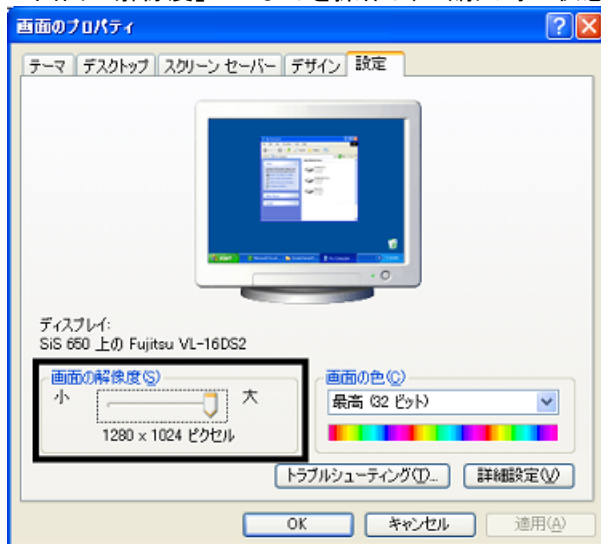 画面のプロパティ
テーマ デスクトップ スクリーン セーバー デザイン 設定
ディスプレイ:
SiS 650 上の Fujitsu VL-16DS2
画面の解像度(S)
小 大
1280 x 1024 ピクセル
画面の色(C)
最高 (32 ビット)
トラブルシューティング(T)... 詳細設定(V)
OK キャンセル 適用(A)